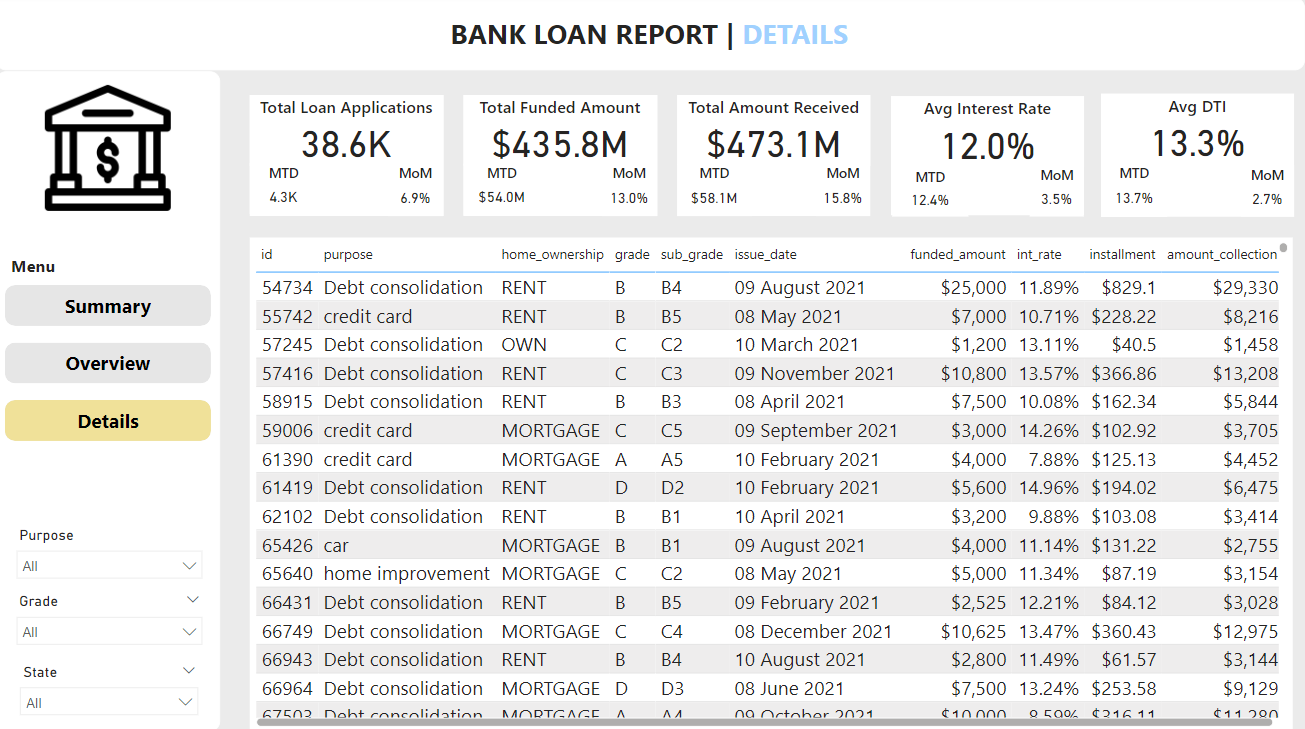 BANK LOAN REPORT | DETAILS
$
Menu
Summary
Overview
Details
Purpose
All
Grade
All
State
All
Total Loan Applications
38.6K
MTD MoM
4.3K 6.9%
Total Funded Amount
$435.8M
MTD MoM
$54.0M 13.0%
Total Amount Received
$473.1M
MTD MoM
$58.1M 15.8%
Avg Interest Rate
12.0%
MTD MoM
12.4% 3.5%
Avg DTI
13.3%
MTD MoM
13.7% 2.7%
id purpose home_ownership grade sub_grade issue_date funded_amount int_rate installment amount_collection
54734 Debt consolidation RENT B B4 09 August 2021 $25,000 11.89% $829.1 $29,330
55742 credit card RENT B B5 08 May 2021 $7,000 10.71% $228.22 $8,216
57245 Debt consolidation OWN C C2 10 March 2021 $1,200 13.11% $40.5 $1,458
57416 Debt consolidation RENT C C3 09 November 2021 $10,800 13.57% $366.86 $13,208
58915 Debt consolidation RENT B B3 08 April 2021 $7,500 10.08% $162.34 $5,844
59006 credit card MORTGAGE C C5 09 September 2021 $3,000 14.26% $102.92 $3,705
61390 credit card MORTGAGE A A5 10 February 2021 $4,000 7.88% $125.13 $4,452
61419 Debt consolidation RENT D D2 10 February 2021 $5,600 14.96% $194.02 $6,475
62102 Debt consolidation RENT B B1 10 April 2021 $3,200 9.88% $103.08 $3,414
65426 car MORTGAGE B B1 09 August 2021 $4,000 11.14% $131.22 $2,755
65640 home improvement MORTGAGE C C2 08 May 2021 $5,000 11.34% $87.19 $3,154
66431 Debt consolidation RENT B B5 09 February 2021 $2,525 12.21% $84.12 $3,028
66749 Debt consolidation MORTGAGE C C4 08 December 2021 $10,625 13.47% $360.43 $12,975
66943 Debt consolidation RENT B B4 10 August 2021 $2,800 11.49% $61.57 $3,144
66964 Debt consolidation MORTGAGE D D3 08 June 2021 $7,500 13.24% $253.58 $9,129
67503 Debt consolidation MORTGAGE A A4 09 October 2021 $10,000 8.59% $316.11 $11,280